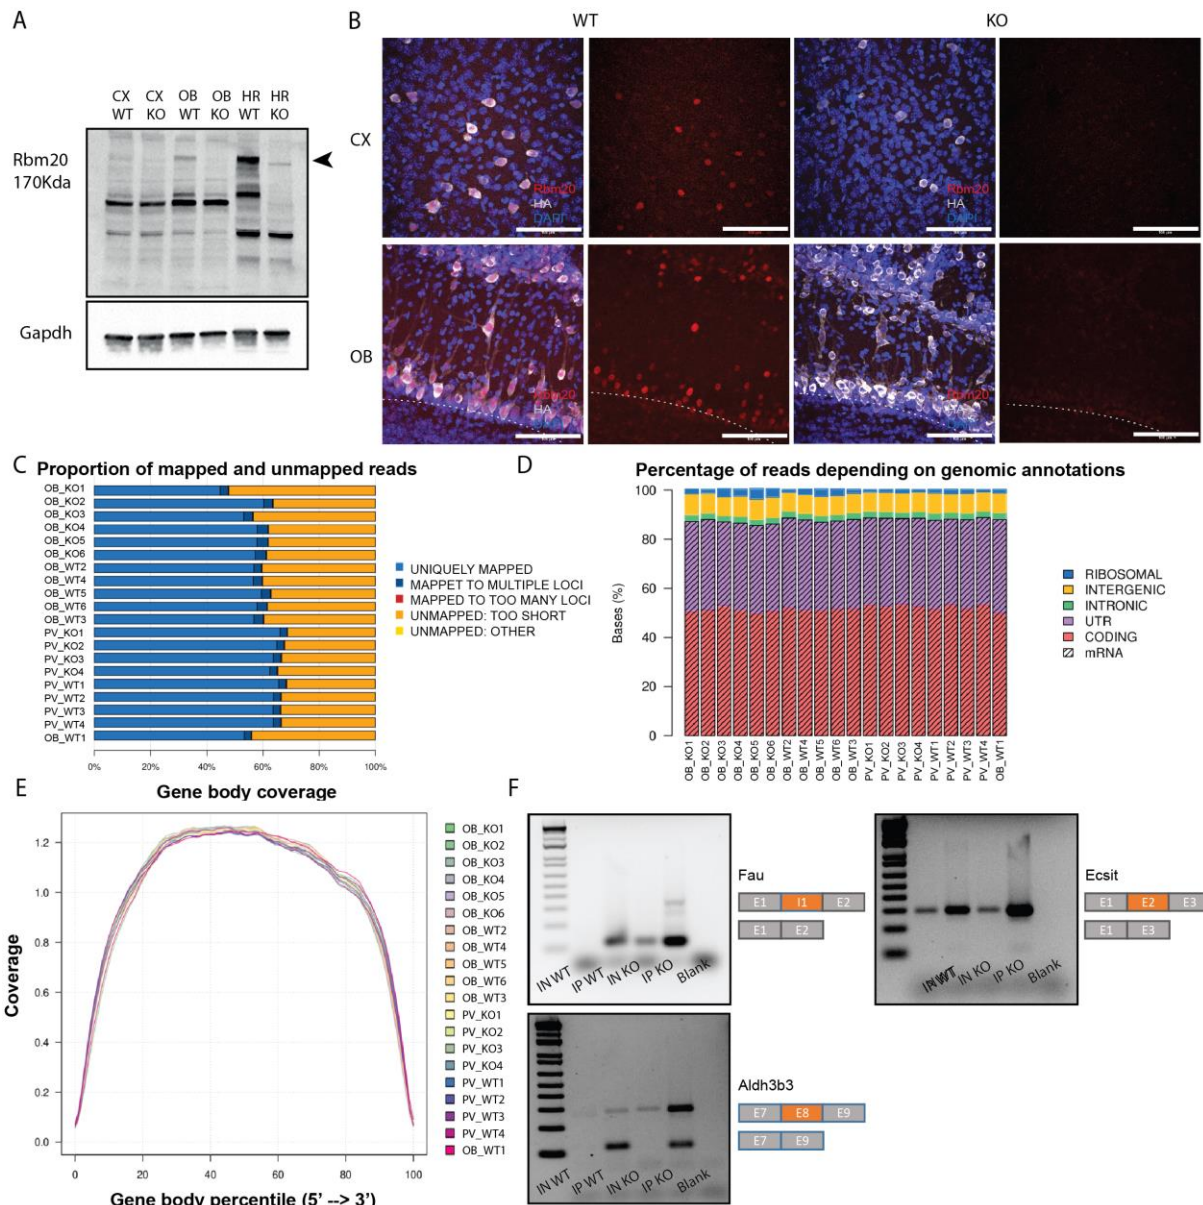 A
CX CX OB OB HR HR
WT KO WT KO WT KO
Rbm20
170Kda
Gapdh
B
WT KO
CX
Rbm20
HA
DAPI
Rbm20
HA
DAPI
OB
Rbm20
HA
Rbm20
HA
C
Proportion of mapped and unmapped reads
OB_KO1
OB_KO2
OB_KO3
OB_KO4
OB_KO5
OB_KO6
OB_WT2
OB_WT4
OB_WT5
OB_WT6
OB_WT3
PV_KO1
PV_KO2
PV_KO3
PV_KO4
PV_WT1
PV_WT2
PV_WT3
PV_WT4
OB_WT1
0% 20% 40% 60% 80% 100%
UNIQUELY MAPPED
MAPPET TO MULTIPLE LOCI
MAPPED TO TOO MANY LOCI
UNMAPPED: TOO SHORT
UNMAPPED: OTHER
D
Percentage of reads depending on genomic annotations
Bases (%)
100
80
60
40
20
0
OB_KO1
OB_KO2
OB_KO3
OB_KO4
OB_KO5
OB_KO6
OB_WT2
OB_WT4
OB_WT5
OB_WT6
OB_WT3
PV_KO1
PV_KO2
PV_KO3
PV_KO4
PV_WT1
PV_WT2
PV_WT3
PV_WT4
OB_WT1
RIBOSOMAL
INTERGENIC
INTRONIC
UTR
CODING
mRNA
E
Gene body coverage
Coverage
1.2
1.0
0.8
1.6
1.4
1.2
0.0
0 20 40 60 80 100
Gene body percentile (5' --> 3')
OB_KO1
OB_KO2
OB_KO3
OB_KO4
OB_KO5
OB_KO6
OB_WT2
OB_WT4
OB_WT5
OB_WT6
OB_WT3
PV_KO1
PV_KO2
PV_KO3
PV_KO4
PV_WT1
PV_WT2
PV_WT3
PV_WT4
OB_WT1
F
IN WT IP WT IN KO IP KO Blank
Fau
E1 I1 E2
E1 E2
IN KO IP KO Blank
Ecsit
E1 E2 E3
E1 E3
IN WT IP WT IN KO IP KO Blank
Aldh3b3
E7 E8 E9
E7 E9